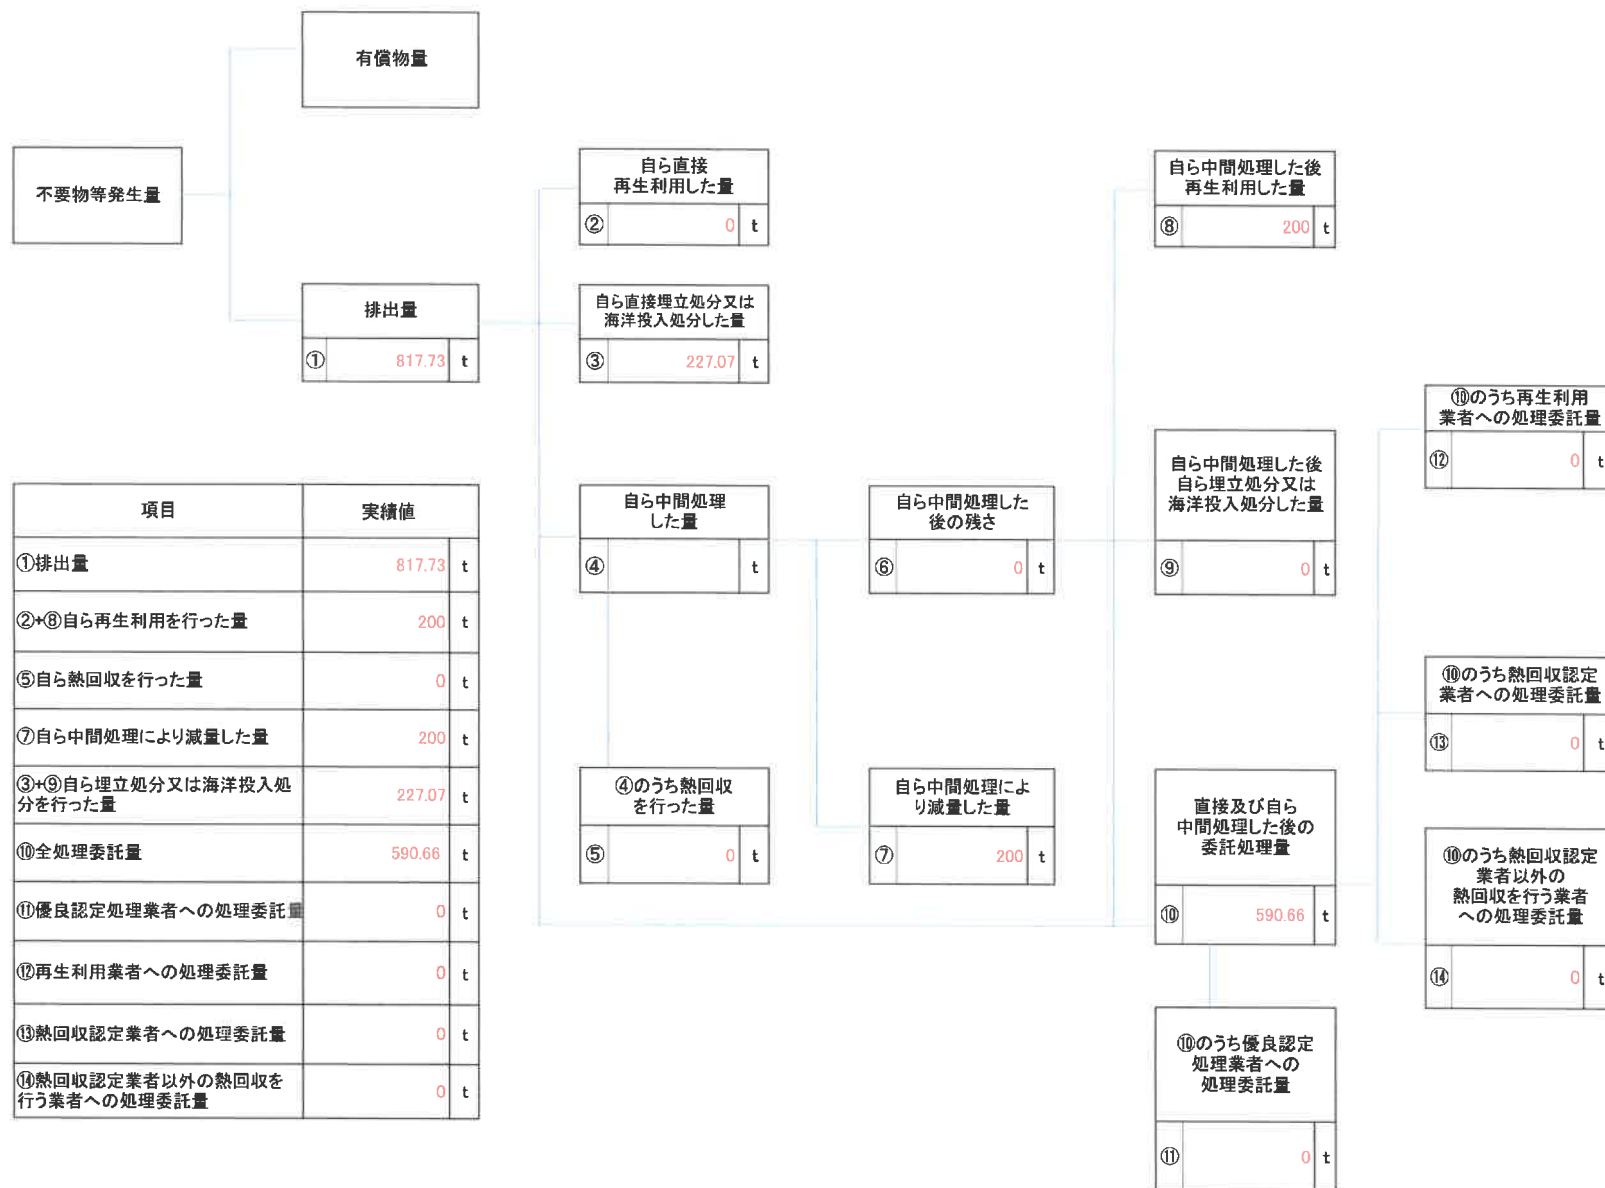 有償物量
不要物等発生量
排出量
① 817.73 t
自ら直接
再生利用した量
② 0 t
自ら直接埋立処分又は
海洋投入処分した量
③ 227.07 t
自ら中間処理
した量
④ t
④のうち熱回収
を行った量
⑤ 0 t
自ら中間処理した
後の残さ
⑥ 0 t
自ら中間処理によ
り減量した量
⑦ 200 t
自ら中間処理した後
再生利用した量
⑧ 200 t
自ら中間処理した後
自ら埋立処分又は
海洋投入処分した量
⑨ 0 t
直接及び自ら
中間処理した後の
委託処理量
⑩ 590.66 t
⑩のうち優良認定
処理業者への
処理委託量
⑪ 0 t
⑩のうち再生利用
業者への処理委託量
⑫ 0 t
⑩のうち熱回収認定
業者への処理委託量
⑬ 0 t
⑩のうち熱回収認定
業者以外の
熱回収を行う業者
への処理委託量
⑭ 0 t
項目 実績値
①排出量 817.73 t
②+⑧自ら再生利用を行った量 200 t
⑤自ら熱回収を行った量 0 t
⑦自ら中間処理により減量した量 200 t
③+⑨自ら埋立処分又は海洋投入処
分を行った量 227.07 t
⑩全処理委託量 590.66 t
⑪優良認定処理業者への処理委託量 0 t
⑫再生利用業者への処理委託量 0 t
⑬熱回収認定業者への処理委託量 0 t
⑭熱回収認定業者以外の熱回収を
行う業者への処理委託量 0 t